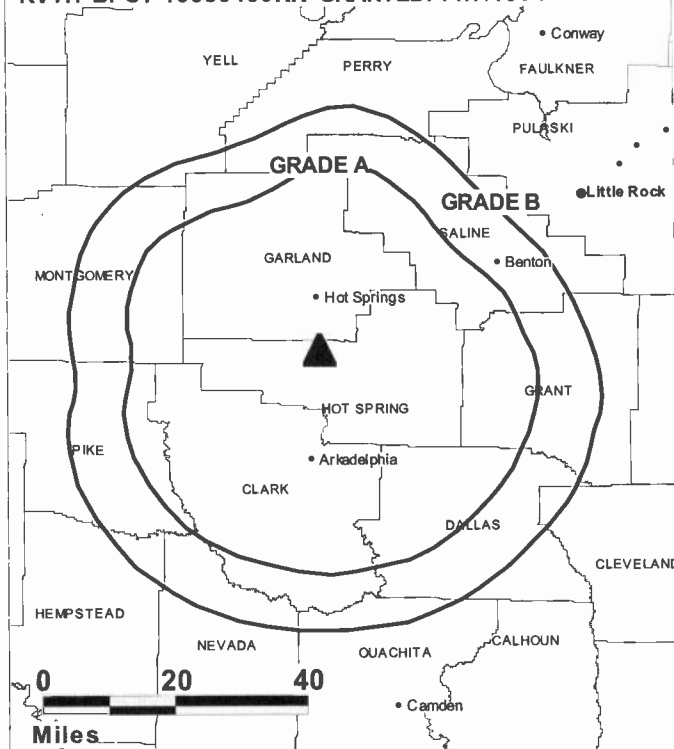 Conway
YELL
PERRY
FAULKNER
PULASKI
GRADE A
Little Rock
GRADE B
SALINE
GARLAND
Benton
MONTGOMERY
Hot Springs
GRANT
HOT SPRING
PIKE
Arkadelphia
CLARK
DALLAS
CLEVELAND
HEMPSTEAD
NEVADA
OUACHITA
CALHOUN
0 20 40
Camden
Miles